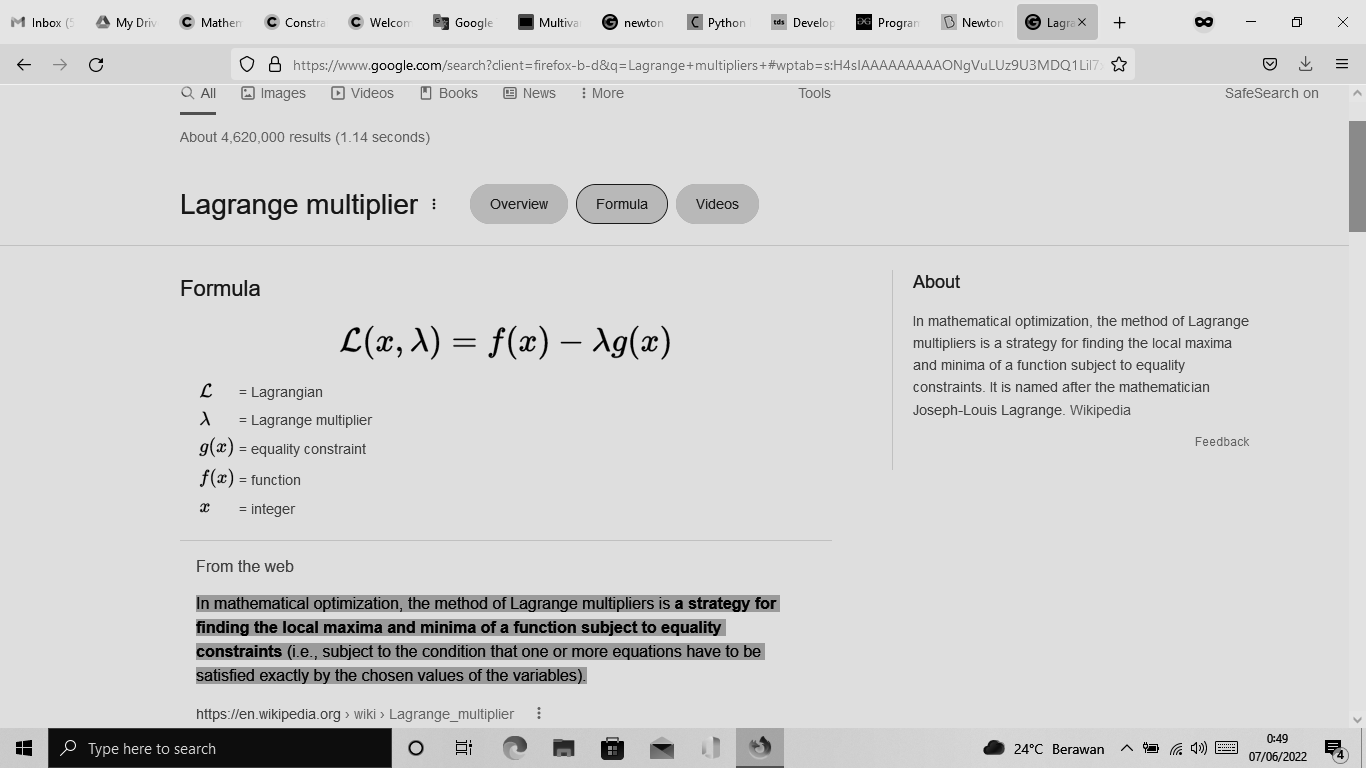 Inbox (5
My Driv
Mathem
Constra
Welcom
Google
Multiva
newton
Python
Develop
Program
Newton
Lagra
https://www.google.com/search?client=firefox-b-d&q=Lagrange+multipliers+#wptab=s:H4sIAAAAAAAAAONgVuLUz9U3MDQ1Lil7
All Images Videos Books News More Tools SafeSearch on
About 4,620,000 results (1.14 seconds)
Lagrange multiplier Overview Formula Videos
Formula
ℒ(x, λ) = f(x) − λg(x)
ℒ = Lagrangian
λ = Lagrange multiplier
g(x) = equality constraint
f(x) = function
x = integer
From the web
In mathematical optimization, the method of Lagrange multipliers is a strategy for
finding the local maxima and minima of a function subject to equality
constraints (i.e., subject to the condition that one or more equations have to be
satisfied exactly by the chosen values of the variables).
https://en.wikipedia.org › wiki › Lagrange_multiplier
About
In mathematical optimization, the method of Lagrange
multipliers is a strategy for finding the local maxima
and minima of a function subject to equality
constraints. It is named after the mathematician
Joseph-Louis Lagrange. Wikipedia
Feedback
Type here to search
24°C Berawan
0:49
07/06/2022
4